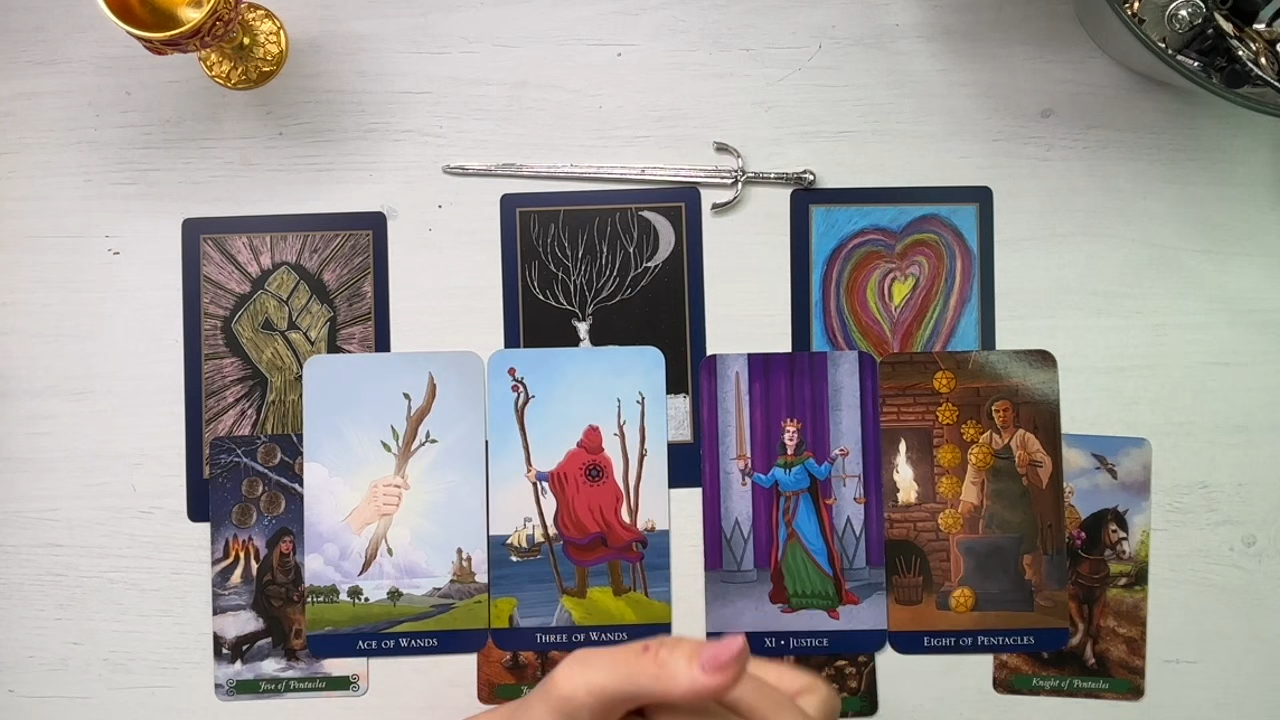 ACE OF WANDS
THREE OF WANDS
XI • JUSTICE
EIGHT OF PENTACLES
Five of Pentacles
Knight of Pentacles